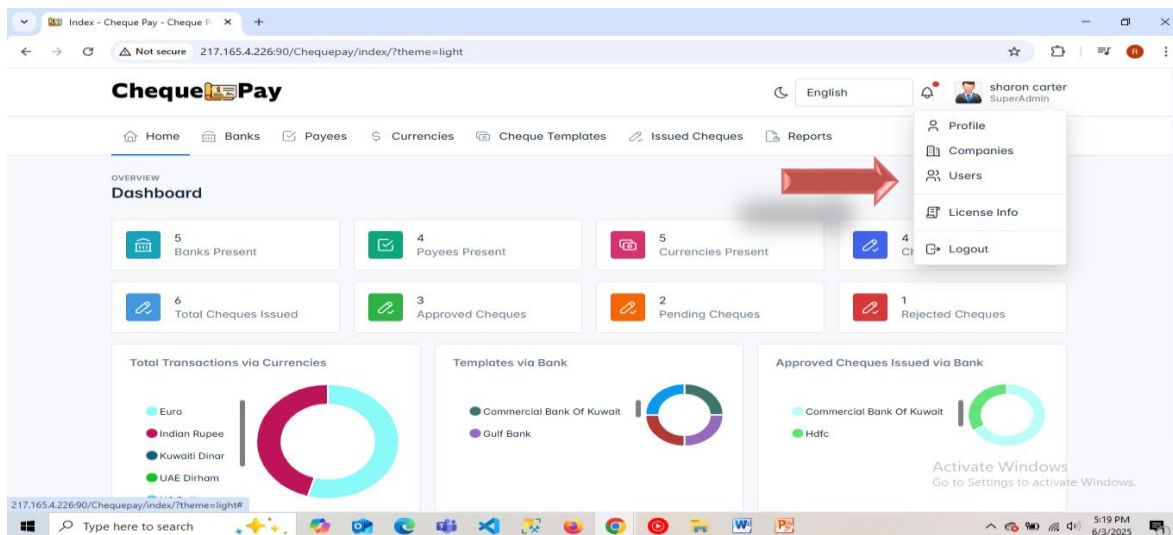 Index - Cheque Pay - Cheque P
Not secure 217.165.4.226:90/Chequepay/index/?theme=light
R
Cheque Pay
English
sharon carter
SuperAdmin
Home Banks Payees Currencies Cheque Templates Issued Cheques Reports
Profile
Companies
Users
License Info
Logout
OVERVIEW
Dashboard
5
Banks Present
4
Payees Present
5
Currencies Present
4
6
Total Cheques Issued
3
Approved Cheques
2
Pending Cheques
1
Rejected Cheques
Total Transactions via Currencies
Euro
Indian Rupee
Kuwaiti Dinar
UAE Dirham
Templates via Bank
Commercial Bank Of Kuwait
Gulf Bank
Approved Cheques Issued via Bank
Commercial Bank Of Kuwait
Hdfc
Activate Windows
Go to Settings to activate Windows.
217.165.4.226:90/Chequepay/index/?theme=light#
Type here to search
5:19 PM
6/3/2025